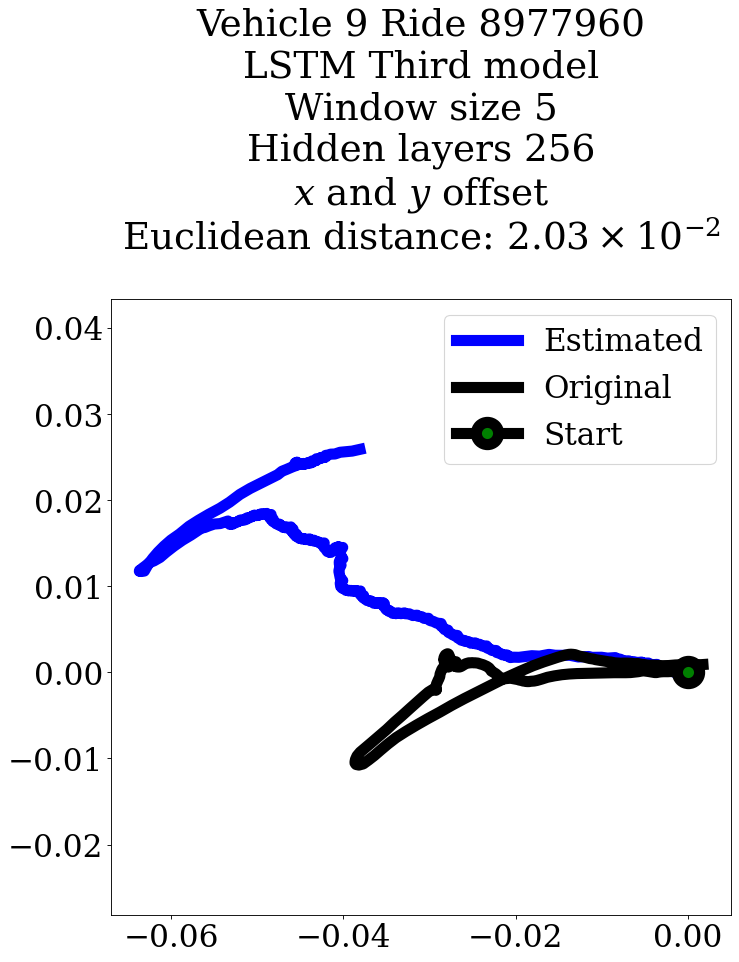 Vehicle 9 Ride 8977960
LSTM Third model
Window size 5
Hidden layers 256
x and y offset
Euclidean distance: 2.03 × 10⁻²
Estimated
Original
Start
0.04
0.03
0.02
0.01
0.00
−0.01
−0.02
−0.06 −0.04 −0.02 0.00